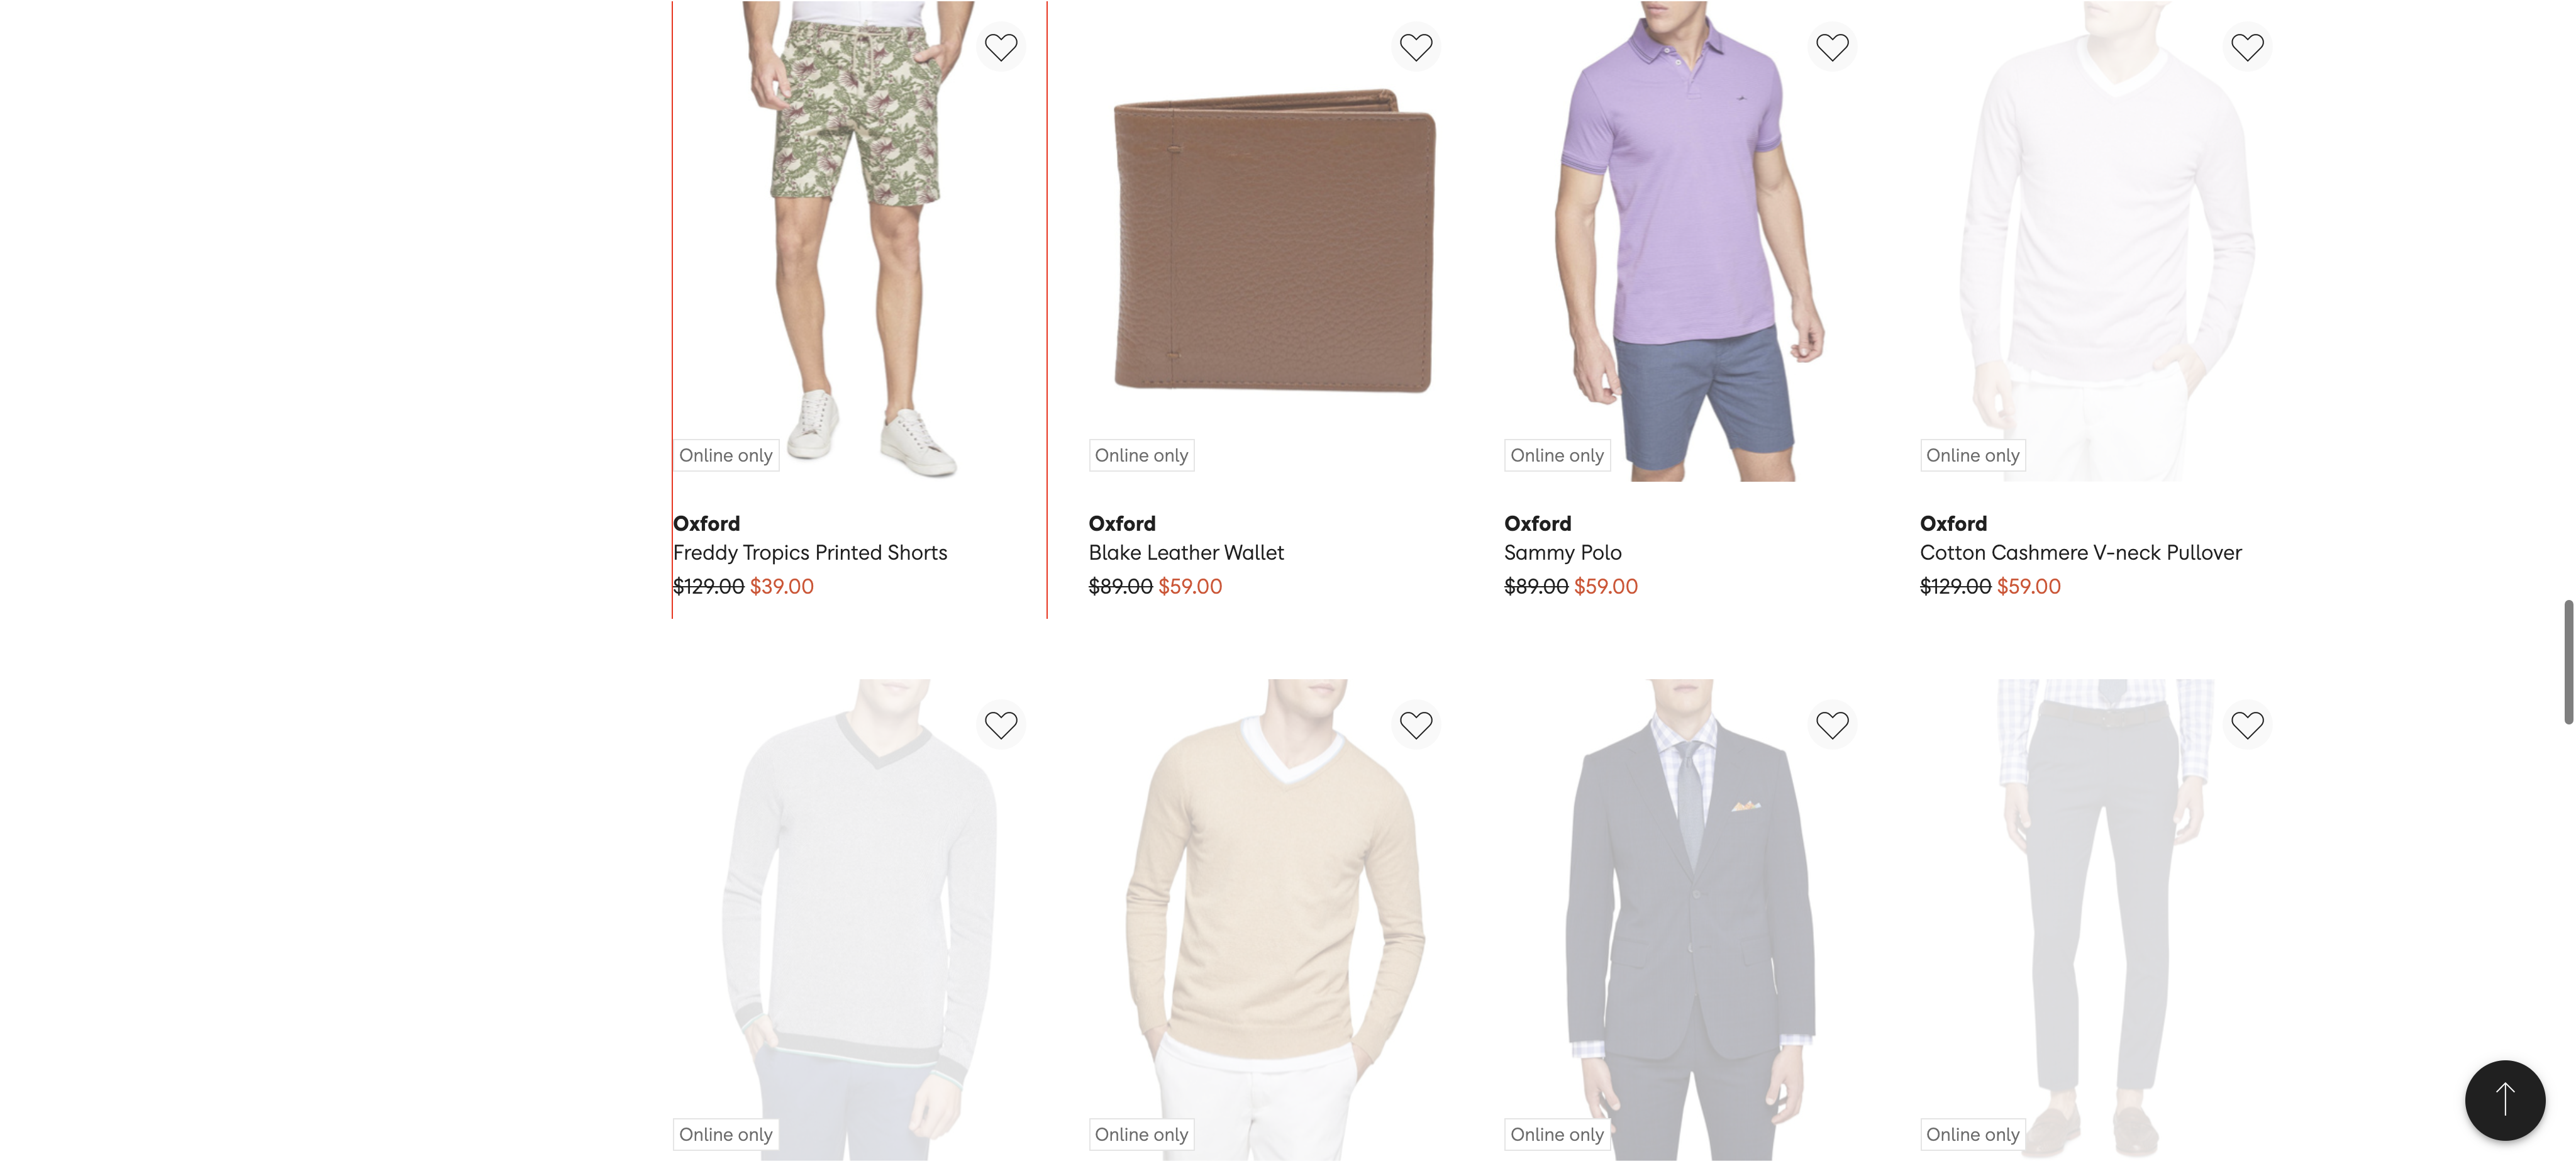 Online only
Online only
Online only
Online only
Oxford
Freddy Tropics Printed Shorts
$129.00 $39.00
Oxford
Blake Leather Wallet
$89.00 $59.00
Oxford
Sammy Polo
$89.00 $59.00
Oxford
Cotton Cashmere V-neck Pullover
$129.00 $59.00
Online only
Online only
Online only
Online only